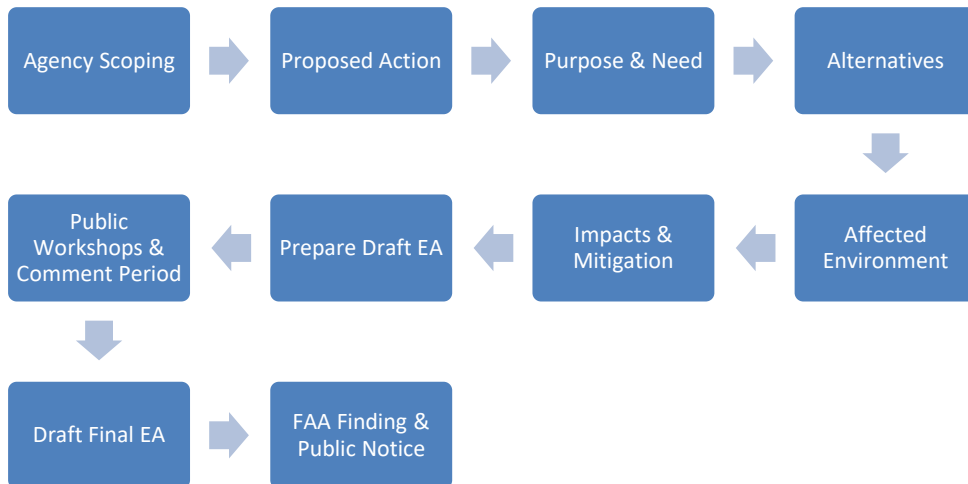 Agency Scoping
Proposed Action
Purpose & Need
Alternatives
Affected
Environment
Impacts &
Mitigation
Prepare Draft EA
Public
Workshops &
Comment Period
Draft Final EA
FAA Finding &
Public Notice